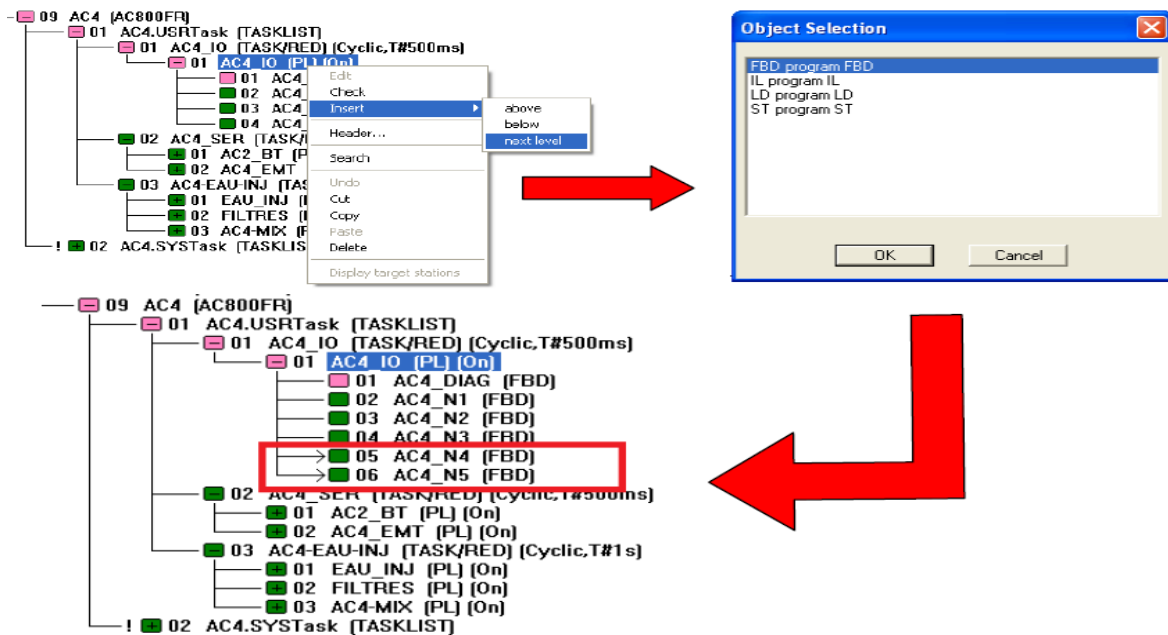 09 AC4 (AC800FR)
01 AC4.USRTask (TASKLIST)
01 AC4_IO (TASK/RED) (Cyclic,T#500ms)
01 AC4_IO (PL) (On)
01 AC4_
02 AC4_
03 AC4_
04 AC4_
02 AC4_SER (TASK/
01 AC2_BT (P
02 AC4_EMT
03 AC4-EAU-INJ (TAS
01 EAU_INJ (
02 FILTRES (
03 AC4-MIX (P
! 02 AC4.SYSTask (TASKLIS
Edit
Check
Insert
Header...
Search
Undo
Cut
Copy
Paste
Delete
Display target stations
above
below
next level
Object Selection
FBD program FBD
IL program IL
LD program LD
ST program ST
OK Cancel
09 AC4 (AC800FR)
01 AC4.USRTask (TASKLIST)
01 AC4_IO (TASK/RED) (Cyclic,T#500ms)
01 AC4_IO (PL) (On)
01 AC4_DIAG (FBD)
02 AC4_N1 (FBD)
03 AC4_N2 (FBD)
04 AC4_N3 (FBD)
05 AC4_N4 (FBD)
06 AC4_N5 (FBD)
02 AC4_SER (TASK/RED) (Cyclic,T#500ms)
01 AC2_BT (PL) (On)
02 AC4_EMT (PL) (On)
03 AC4-EAU-INJ (TASK/RED) (Cyclic,T#1s)
01 EAU_INJ (PL) (On)
02 FILTRES (PL) (On)
03 AC4-MIX (PL) (On)
! 02 AC4.SYSTask (TASKLIST)